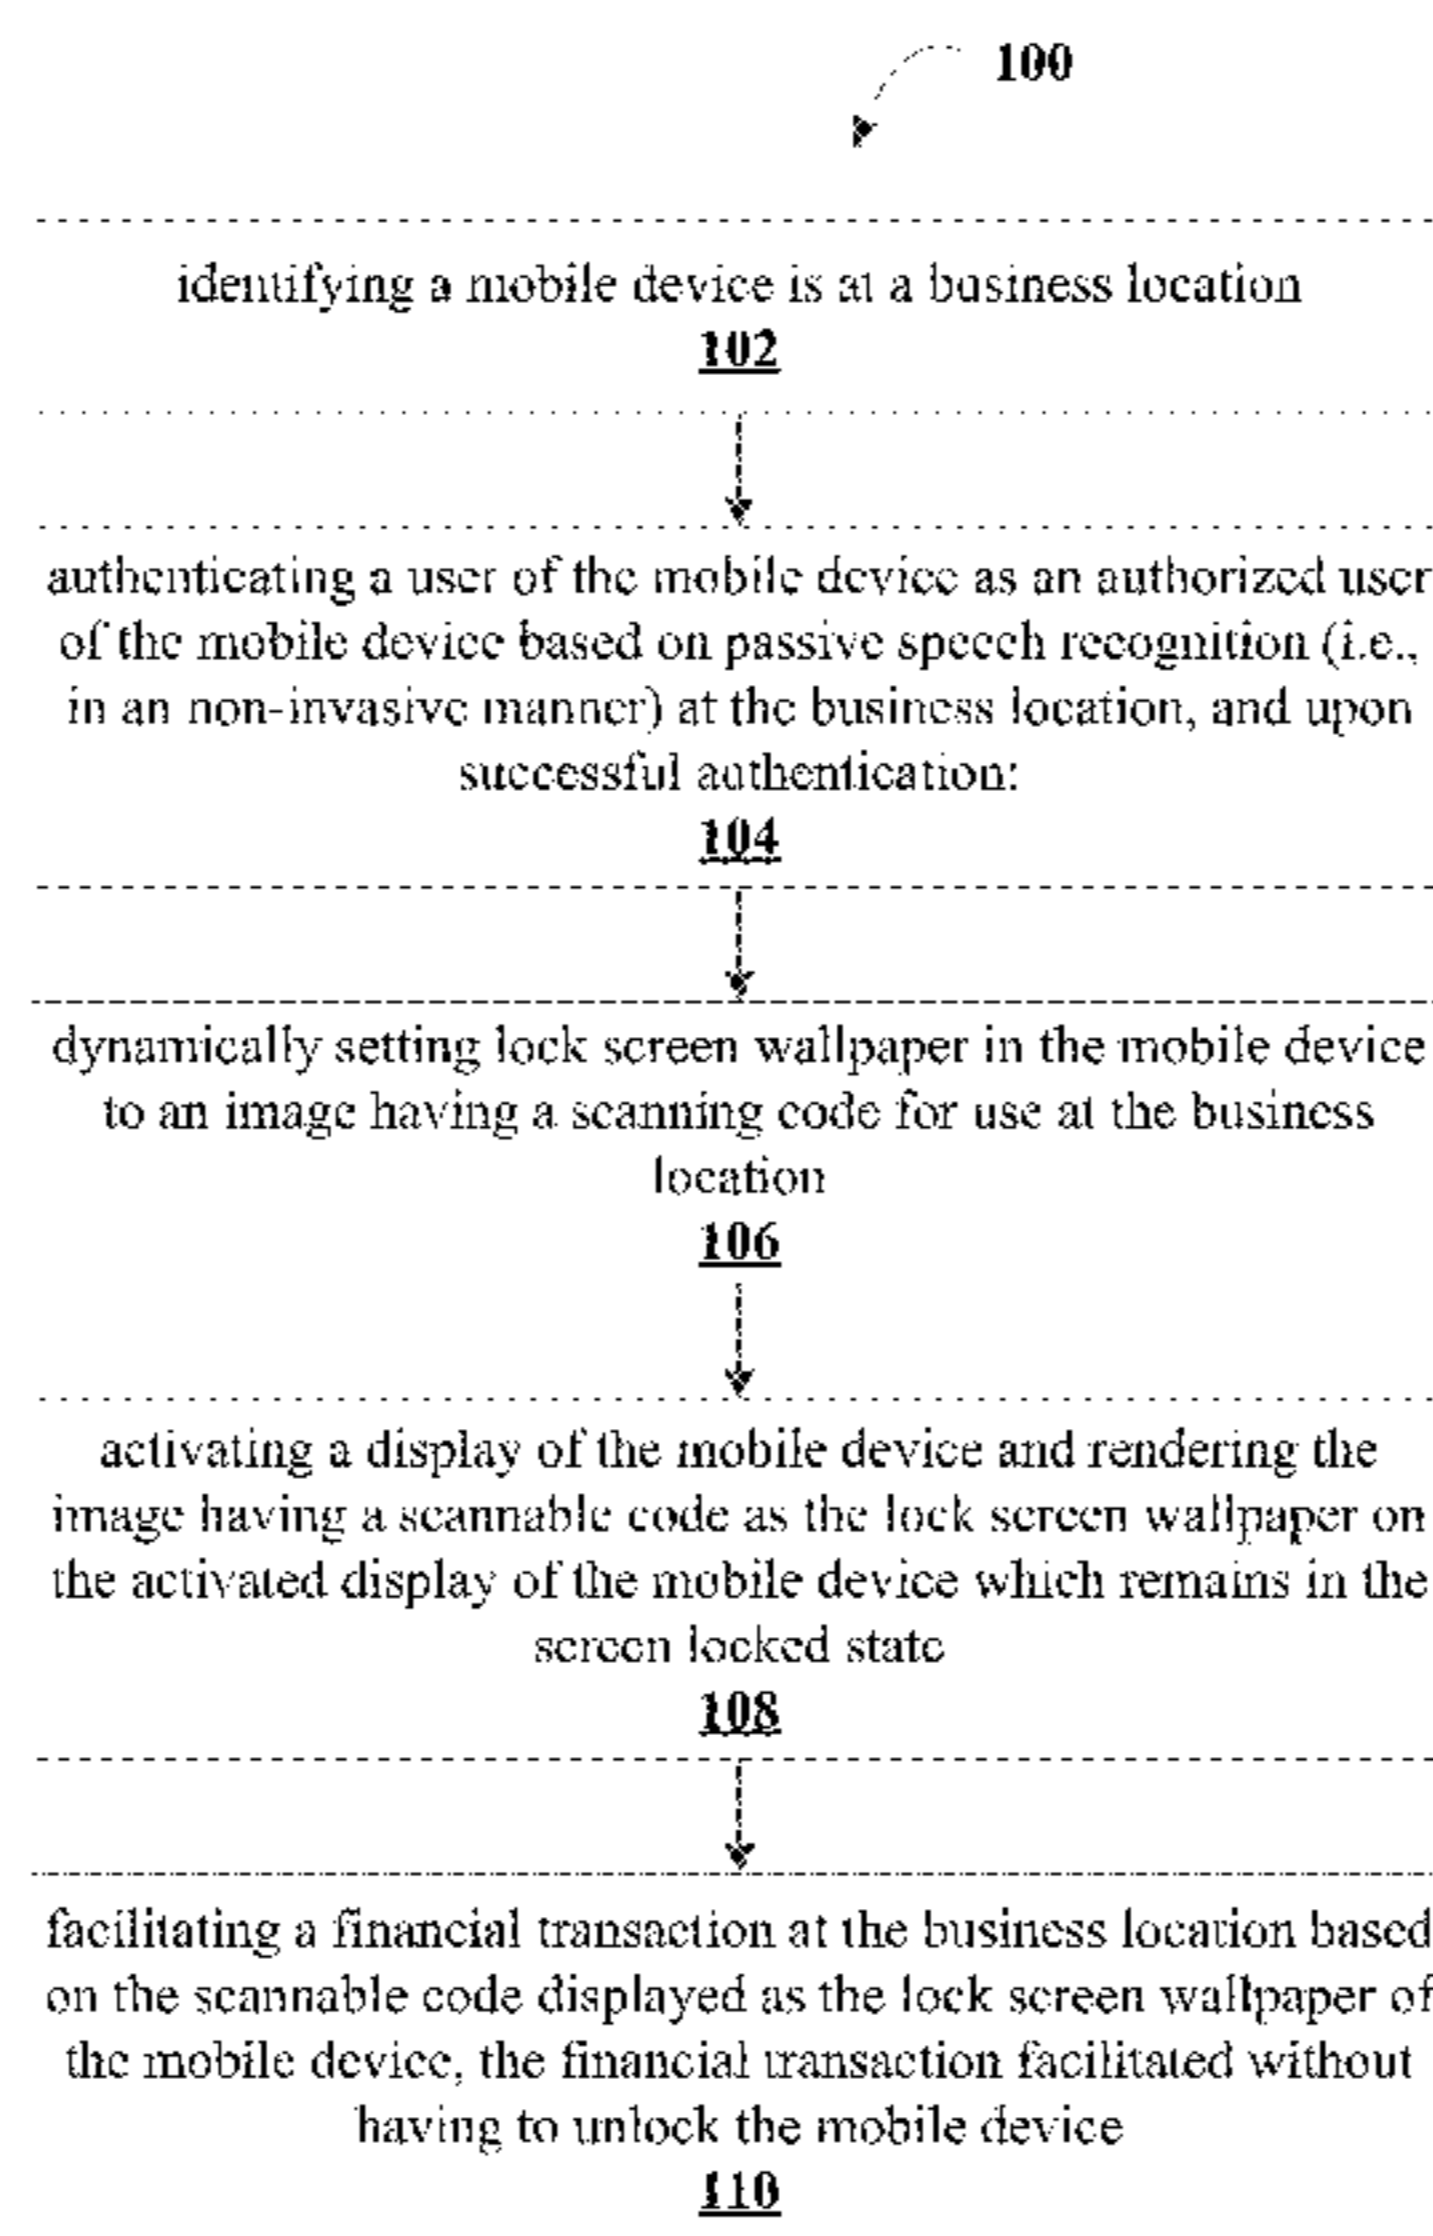 100
identifying a mobile device is at a business location
102
authenticating a user of the mobile device as an authorized user
of the mobile device based on passive speech recognition (i.e.,
in an non-invasive manner) at the business location, and upon
successful authentication:
104
dynamically setting lock screen wallpaper in the mobile device
to an image having a scanning code for use at the business
location
106
activating a display of the mobile device and rendering the
image having a scannable code as the lock screen wallpaper on
the activated display of the mobile device which remains in the
screen locked state
108
facilitating a financial transaction at the business location based
on the scannable code displayed as the lock screen wallpaper of
the mobile device, the financial transaction facilitated without
having to unlock the mobile device
110